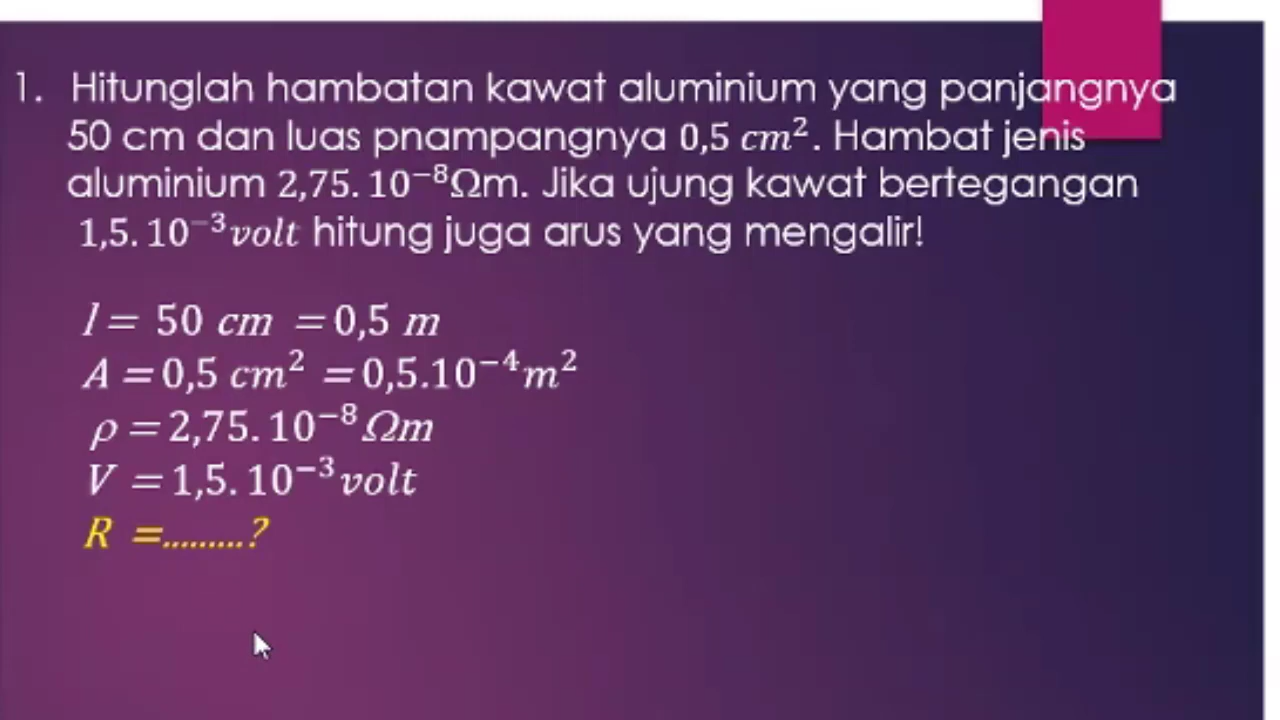 1. Hitunglah hambatan kawat aluminium yang panjangnya
50 cm dan luas pnampangnya 0,5 cm². Hambat jenis
aluminium 2,75. 10⁻⁸Ωm. Jika ujung kawat bertegangan
1,5. 10⁻³volt hitung juga arus yang mengalir!
l = 50 cm = 0,5 m
A = 0,5 cm² = 0,5.10⁻⁴m²
ρ = 2,75. 10⁻⁸Ωm
V = 1,5. 10⁻³volt
R =.........?